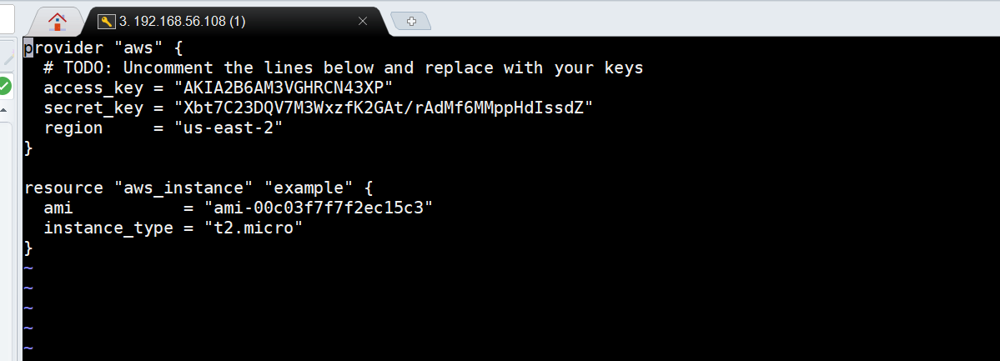 3. 192.168.56.108 (1)
provider "aws" {
  # TODO: Uncomment the lines below and replace with your keys
  access_key = "AKIA2B6AM3VGHRCN43XP"
  secret_key = "Xbt7C23DQV7M3WxzfK2GAt/rAdMf6MMppHdIssdZ"
  region     = "us-east-2"
}
resource "aws_instance" "example" {
  ami           = "ami-00c03f7f7f2ec15c3"
  instance_type = "t2.micro"
}
~
~
~
~
~